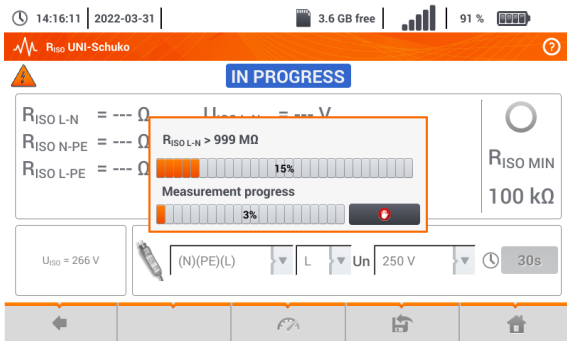 14:16:11 2022-03-31 3.6 GB free 91 %
RISO UNI-Schuko
IN PROGRESS
RISO L-N = --- Ω = --- V
RISO N-PE = --- Ω
RISO L-PE = --- Ω
RISO L-N > 999 MΩ
15%
Measurement progress
3%
RISO MIN
100 kΩ
UISO = 266 V
(N)(PE)(L) L Un 250 V 30s